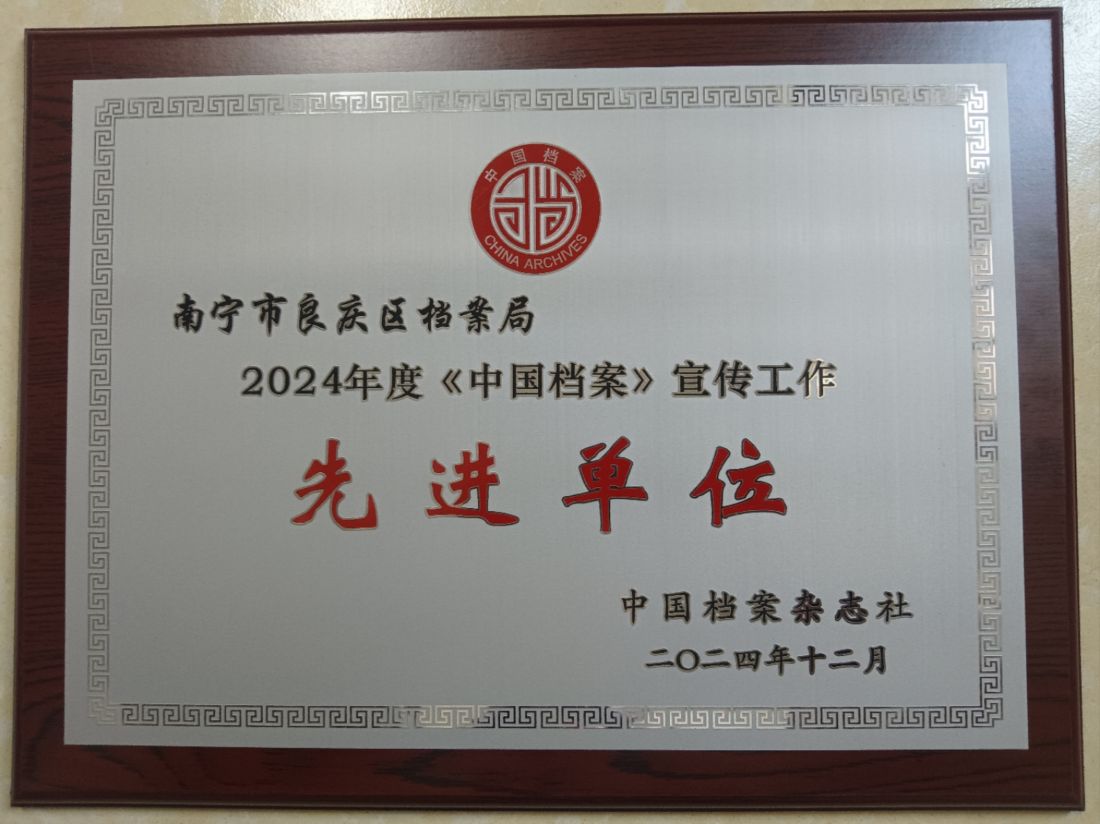 中国档案
CHINA ARCHIVES
南宁市良庆区档案局
2024年度《中国档案》宣传工作
先进单位
中国档案杂志社
二〇二四年十二月